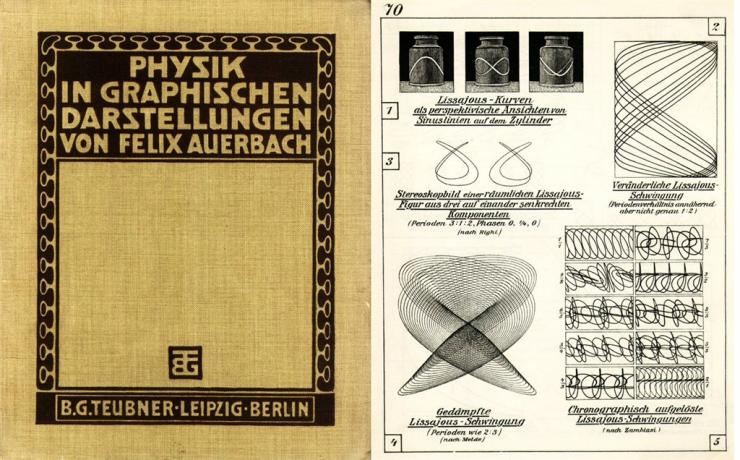 PHYSIK
IN GRAPHISCHEN
DARSTELLUNGEN
VON FELIX AUERBACH
B.G.TEUBNER·LEIPZIG·BERLIN
70
2
Lissajous-Kurven
als perspektivische Ansichten von
Sinuslinien auf dem Zylinder
1
3
Stereoskopbild einer räumlichen Lissajous-
Figur aus drei auf einander senkrechten
Komponenten
(Perioden 3:1:2, Phasen 0, ¼, 0)
(nach Righi)
Veränderliche Lissajous-
Schwingung
(Periodenverhältnis annähernd
aber nicht genau 1:2)
Gedämpfte
Lissajous-Schwingung
(Perioden wie 2:3)
(nach Melde)
Chronographisch aufgelöste
Lissajous-Schwingungen
(nach Zambiasi)
4
5